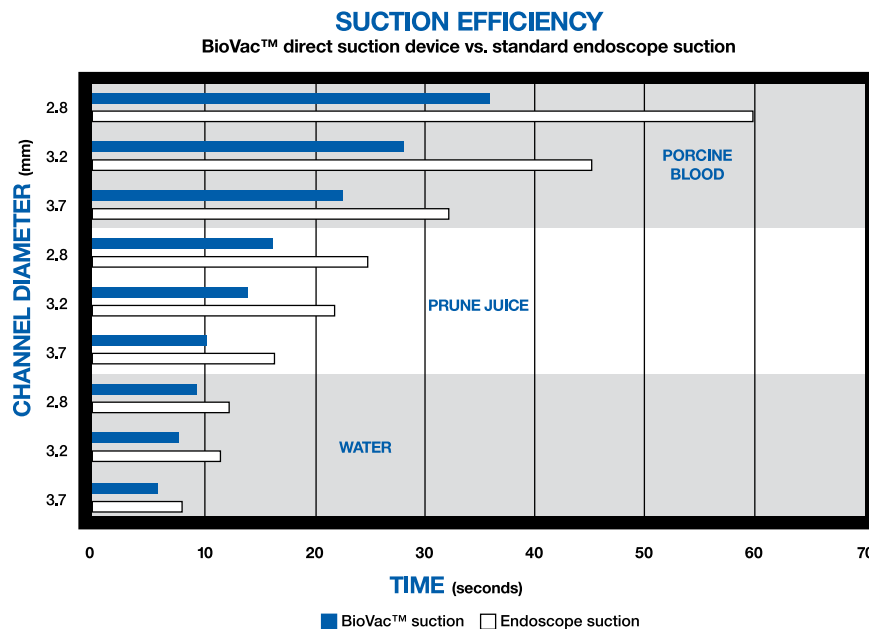 SUCTION EFFICIENCY
BioVac™ direct suction device vs. standard endoscope suction
CHANNEL DIAMETER (mm)
2.8
3.2
3.7
2.8
3.2
3.7
2.8
3.2
3.7
PORCINE
BLOOD
PRUNE JUICE
WATER
0 10 20 30 40 50 60 70
TIME (seconds)
BioVac™ suction Endoscope suction